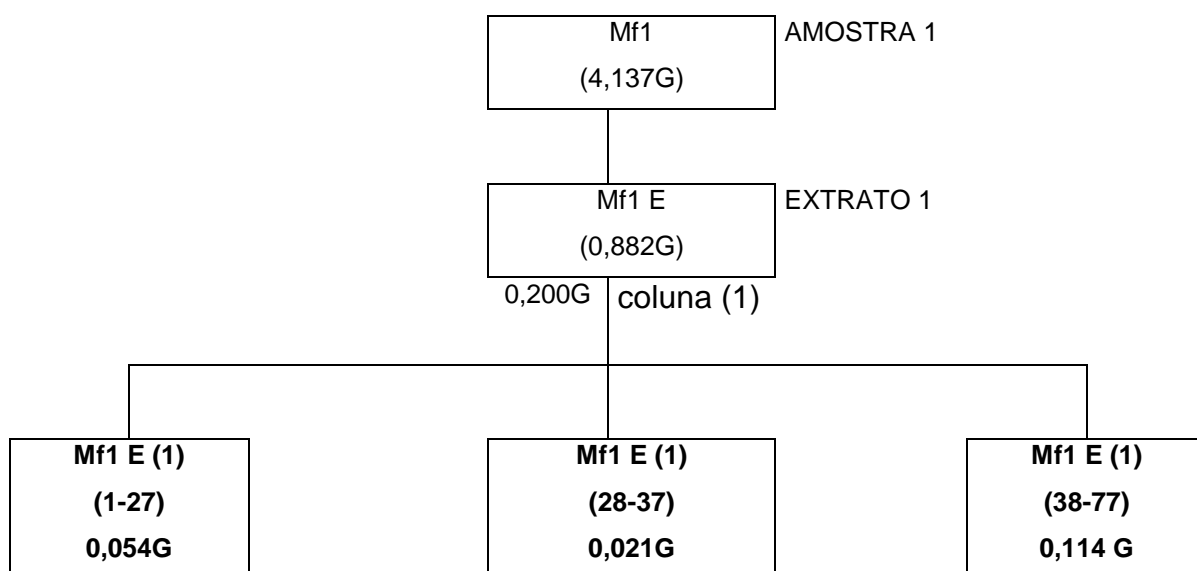 Mf1
AMOSTRA 1
(4,137G)
Mf1 E
EXTRATO 1
(0,882G)
0,200G
coluna (1)
Mf1 E (1)
(1-27)
0,054G
Mf1 E (1)
(28-37)
0,021G
Mf1 E (1)
(38-77)
0,114 G